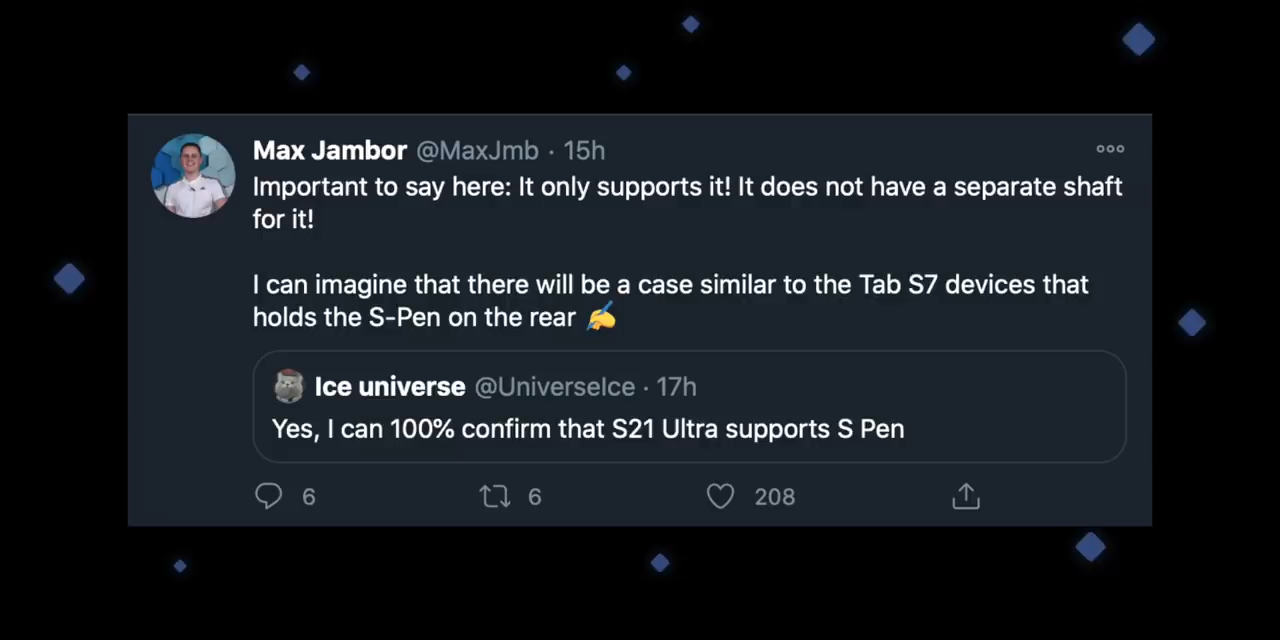 Max Jambor @MaxJmb · 15h
Important to say here: It only supports it! It does not have a separate shaft
for it!
I can imagine that there will be a case similar to the Tab S7 devices that
holds the S-Pen on the rear ✍️
Ice universe @UniverseIce · 17h
Yes, I can 100% confirm that S21 Ultra supports S Pen
6 6 208